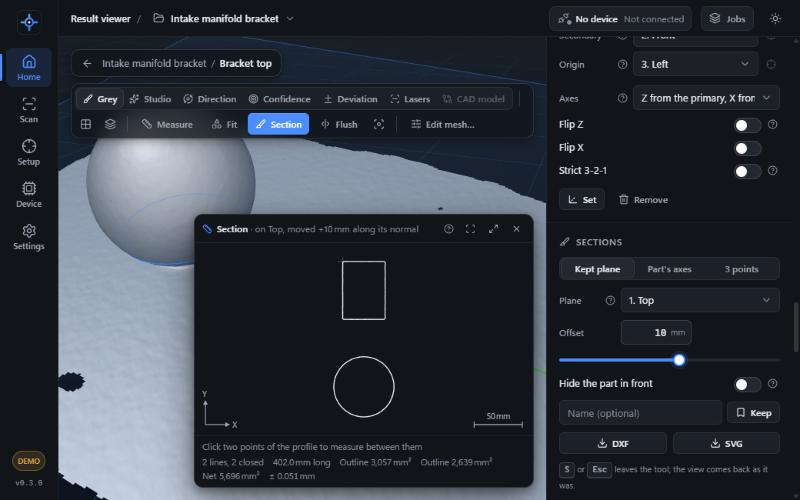 Result viewer / Intake manifold bracket
No device Not connected
Jobs
Home
Scan
Setup
Device
Settings
DEMO
v0.3.0
Intake manifold bracket / Bracket top
Grey Studio Direction Confidence Deviation Lasers CAD model
Measure Fit Section Flush Edit mesh...
Section · on Top, moved +10 mm along its normal
Y
X
50 mm
Click two points of the profile to measure between them
2 lines, 2 closed 402.0 mm long Outline 3,057 mm² Outline 2,639 mm²
Net 5,696 mm² ± 0.051 mm
Origin 3. Left
Axes Z from the primary, X from
Flip Z
Flip X
Strict 3-2-1
Set Remove
SECTIONS
Kept plane Part's axes 3 points
Plane 1. Top
Offset 10 mm
Hide the part in front
Name (optional) Keep
DXF SVG
S or Esc leaves the tool; the view comes back as it
was.